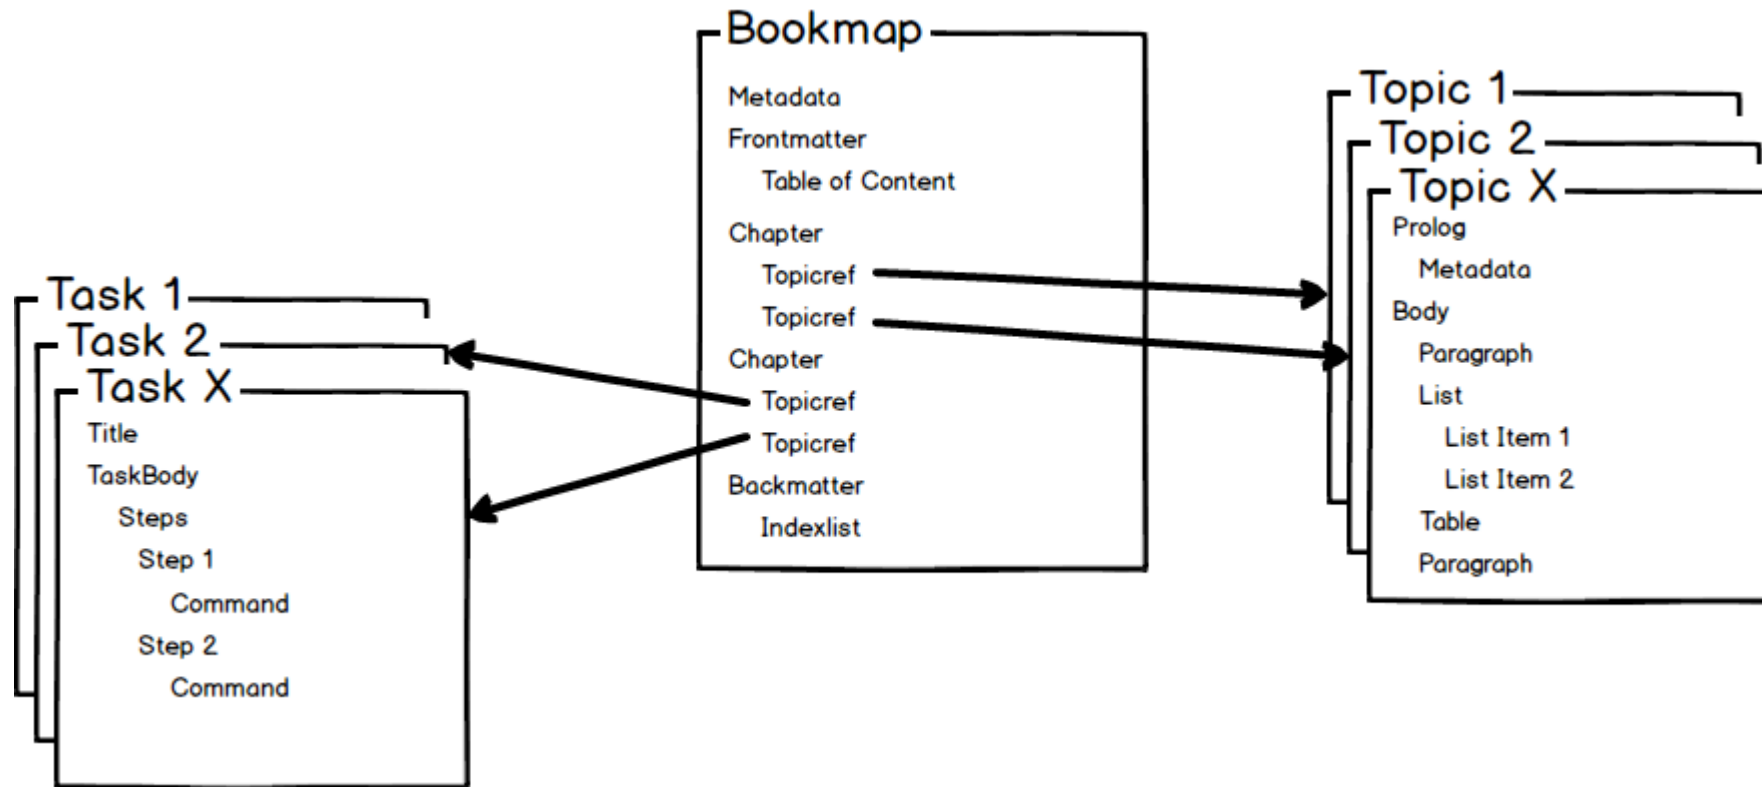 Bookmap
Metadata
Frontmatter
Table of Content
Chapter
Topicref
Topicref
Chapter
Topicref
Topicref
Backmatter
Indexlist
Task 1
Task 2
Task X
Title
TaskBody
Steps
Step 1
Command
Step 2
Command
Topic 1
Topic 2
Topic X
Prolog
Metadata
Body
Paragraph
List
List Item 1
List Item 2
Table
Paragraph